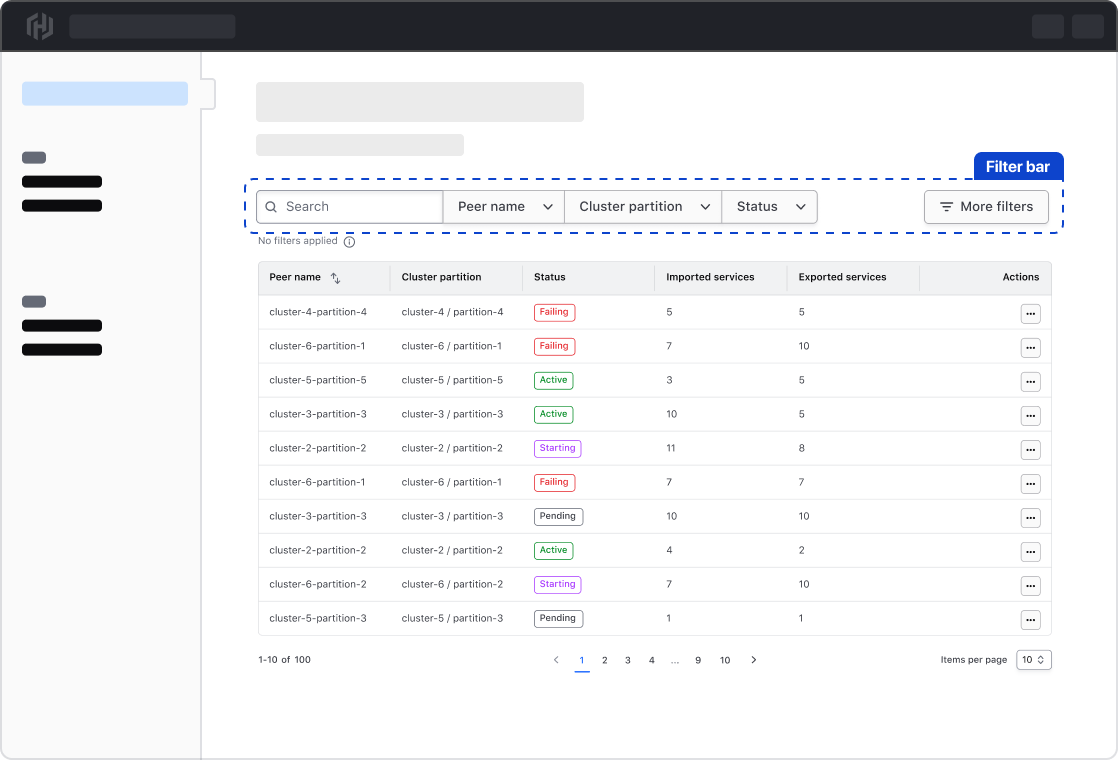 Filter bar
Search Peer name Cluster partition Status More filters
No filters applied
Peer name Cluster partition Status Imported services Exported services Actions
cluster-4-partition-4 cluster-4 / partition-4 Failing 5 5
cluster-6-partition-1 cluster-6 / partition-1 Failing 7 10
cluster-5-partition-5 cluster-5 / partition-5 Active 3 5
cluster-3-partition-3 cluster-3 / partition-3 Active 10 5
cluster-2-partition-2 cluster-2 / partition-2 Starting 11 8
cluster-6-partition-1 cluster-6 / partition-1 Failing 7 7
cluster-3-partition-3 cluster-3 / partition-3 Pending 10 10
cluster-2-partition-2 cluster-2 / partition-2 Active 4 2
cluster-6-partition-2 cluster-6 / partition-2 Starting 7 10
cluster-5-partition-3 cluster-5 / partition-3 Pending 1 1
1-10 of 100 1 2 3 4 ... 9 10 Items per page 10